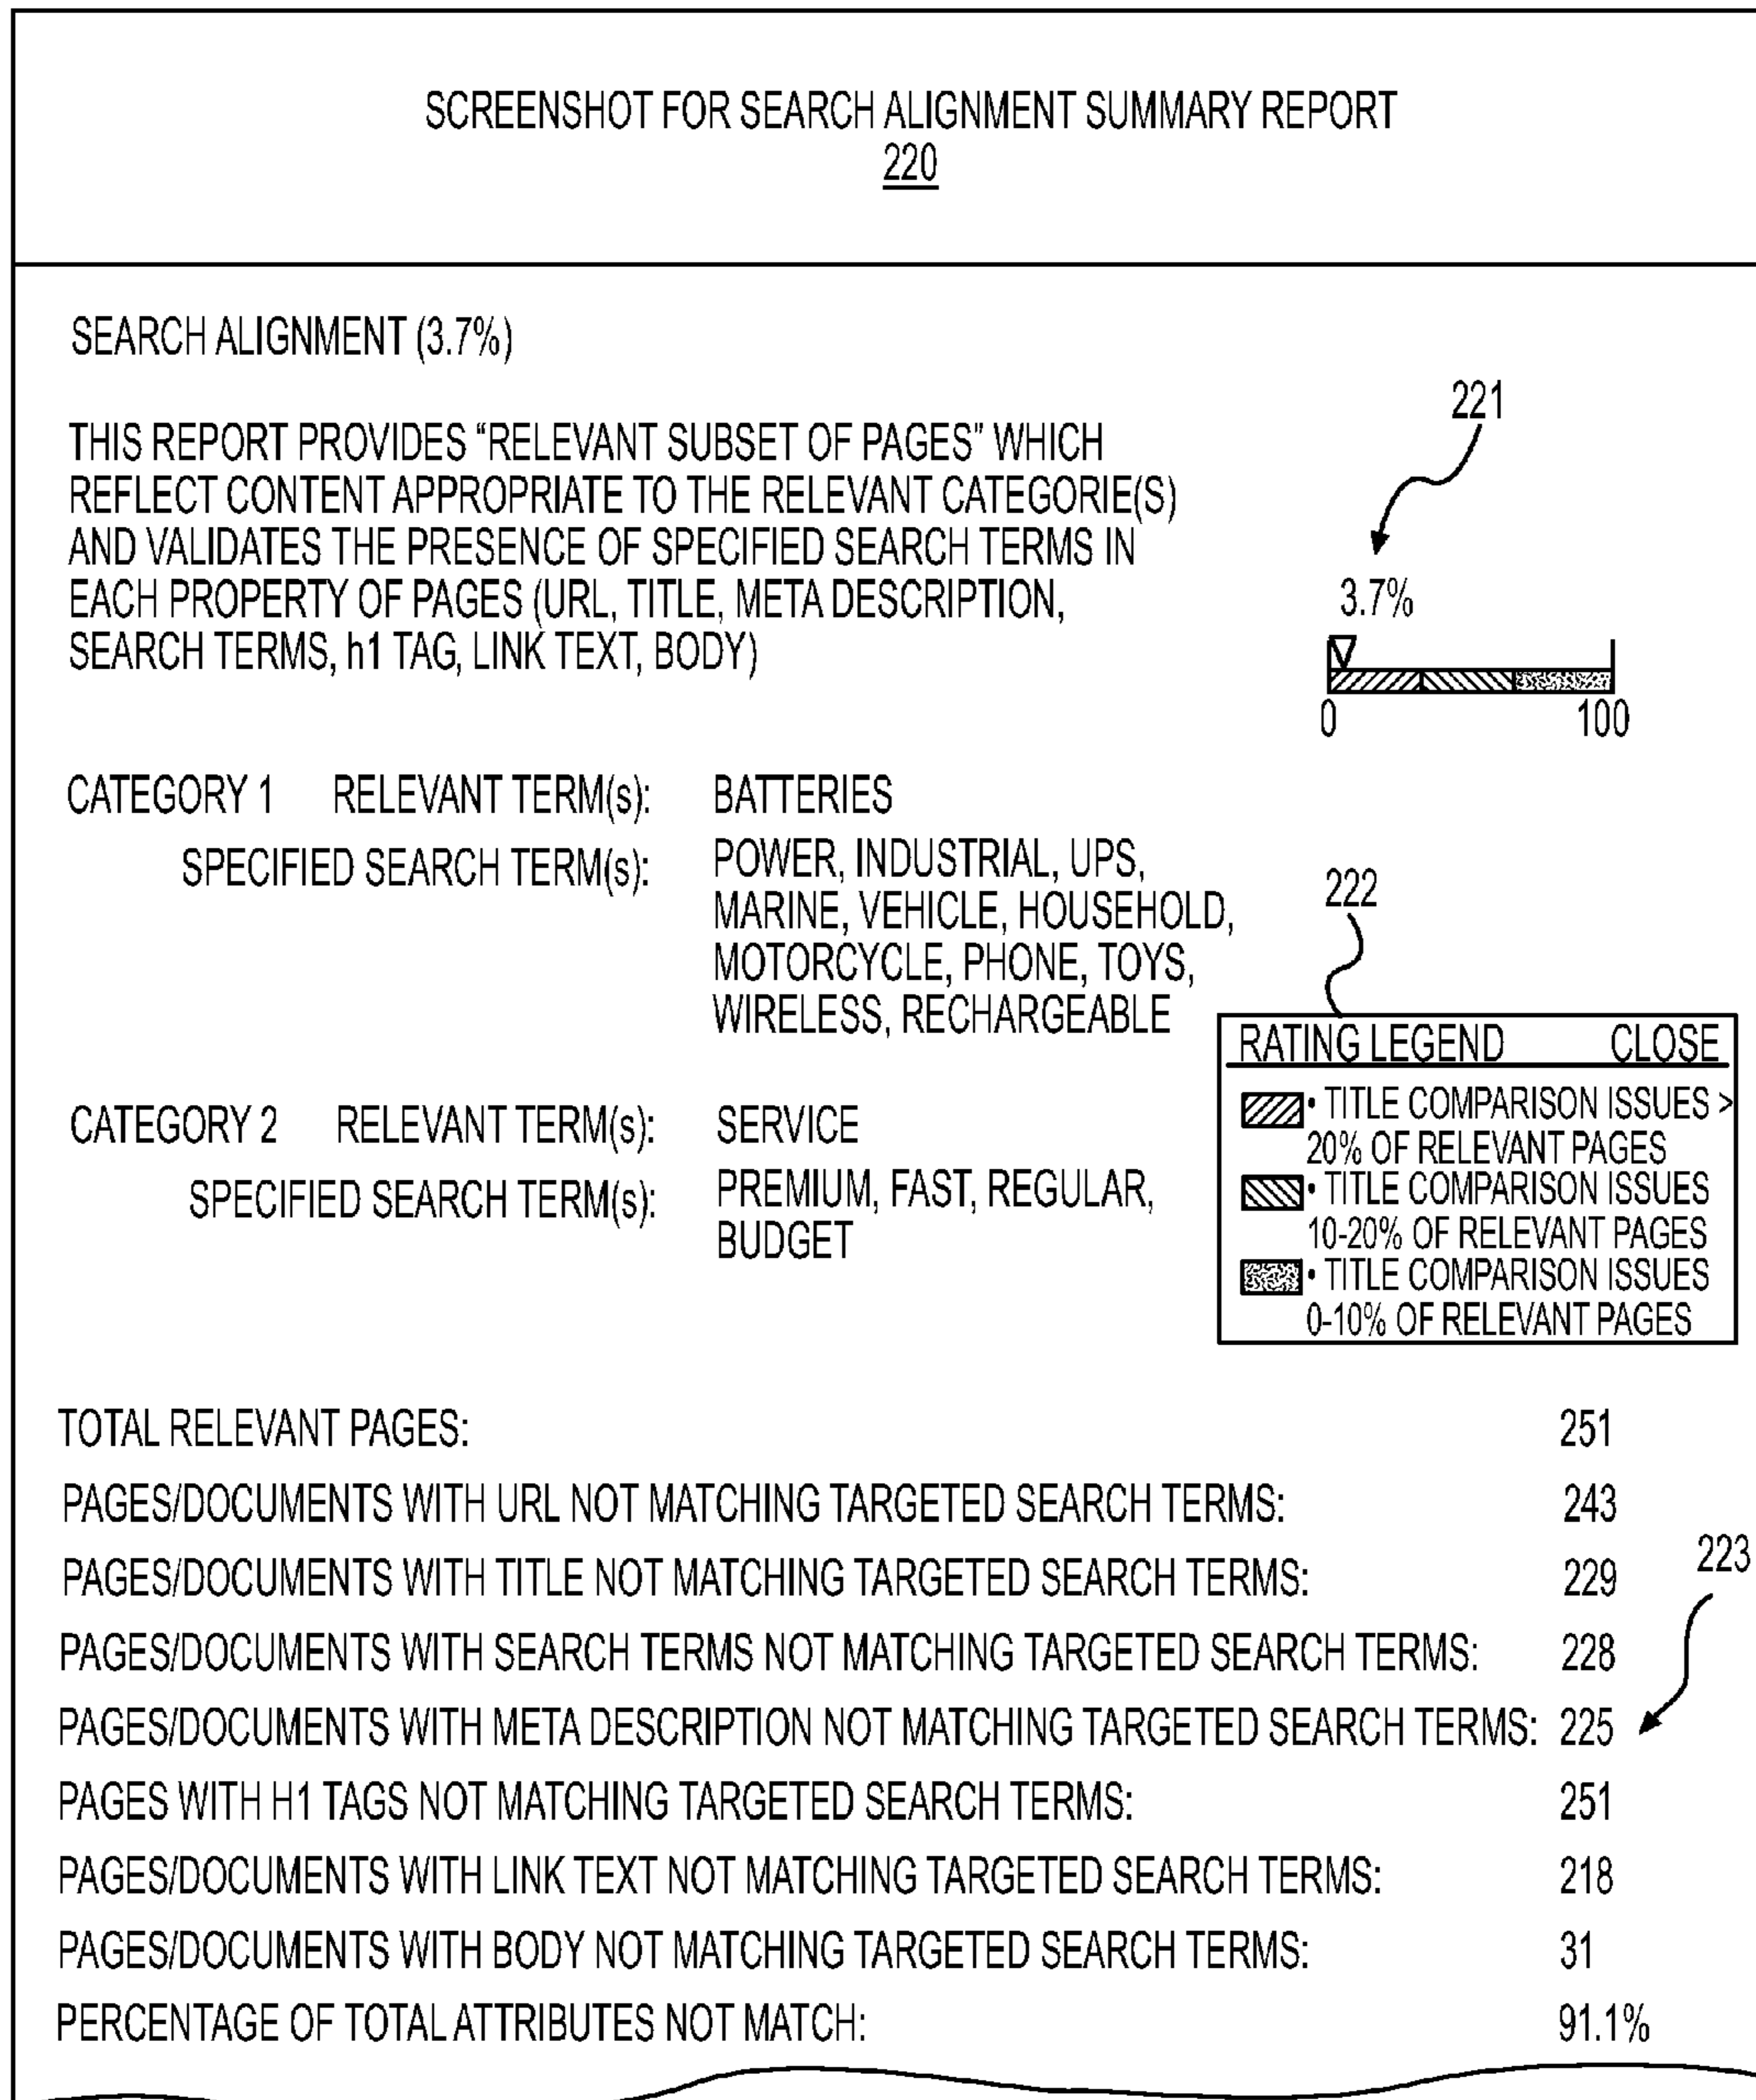 SCREENSHOT FOR SEARCH ALIGNMENT SUMMARY REPORT
220
SEARCH ALIGNMENT (3.7%)
THIS REPORT PROVIDES “RELEVANT SUBSET OF PAGES” WHICH
REFLECT CONTENT APPROPRIATE TO THE RELEVANT CATEGORIE(S)
AND VALIDATES THE PRESENCE OF SPECIFIED SEARCH TERMS IN
EACH PROPERTY OF PAGES (URL, TITLE, META DESCRIPTION,
SEARCH TERMS, h1 TAG, LINK TEXT, BODY)
221
3.7%
0 100
CATEGORY 1 RELEVANT TERM(s): BATTERIES
SPECIFIED SEARCH TERM(s): POWER, INDUSTRIAL, UPS,
MARINE, VEHICLE, HOUSEHOLD,
MOTORCYCLE, PHONE, TOYS,
WIRELESS, RECHARGEABLE
222
RATING LEGEND CLOSE
• TITLE COMPARISON ISSUES >
20% OF RELEVANT PAGES
• TITLE COMPARISON ISSUES
10-20% OF RELEVANT PAGES
• TITLE COMPARISON ISSUES
0-10% OF RELEVANT PAGES
CATEGORY 2 RELEVANT TERM(s): SERVICE
SPECIFIED SEARCH TERM(s): PREMIUM, FAST, REGULAR,
BUDGET
TOTAL RELEVANT PAGES: 251
PAGES/DOCUMENTS WITH URL NOT MATCHING TARGETED SEARCH TERMS: 243
PAGES/DOCUMENTS WITH TITLE NOT MATCHING TARGETED SEARCH TERMS: 229
223
PAGES/DOCUMENTS WITH SEARCH TERMS NOT MATCHING TARGETED SEARCH TERMS: 228
PAGES/DOCUMENTS WITH META DESCRIPTION NOT MATCHING TARGETED SEARCH TERMS: 225
PAGES WITH H1 TAGS NOT MATCHING TARGETED SEARCH TERMS: 251
PAGES/DOCUMENTS WITH LINK TEXT NOT MATCHING TARGETED SEARCH TERMS: 218
PAGES/DOCUMENTS WITH BODY NOT MATCHING TARGETED SEARCH TERMS: 31
PERCENTAGE OF TOTAL ATTRIBUTES NOT MATCH: 91.1%